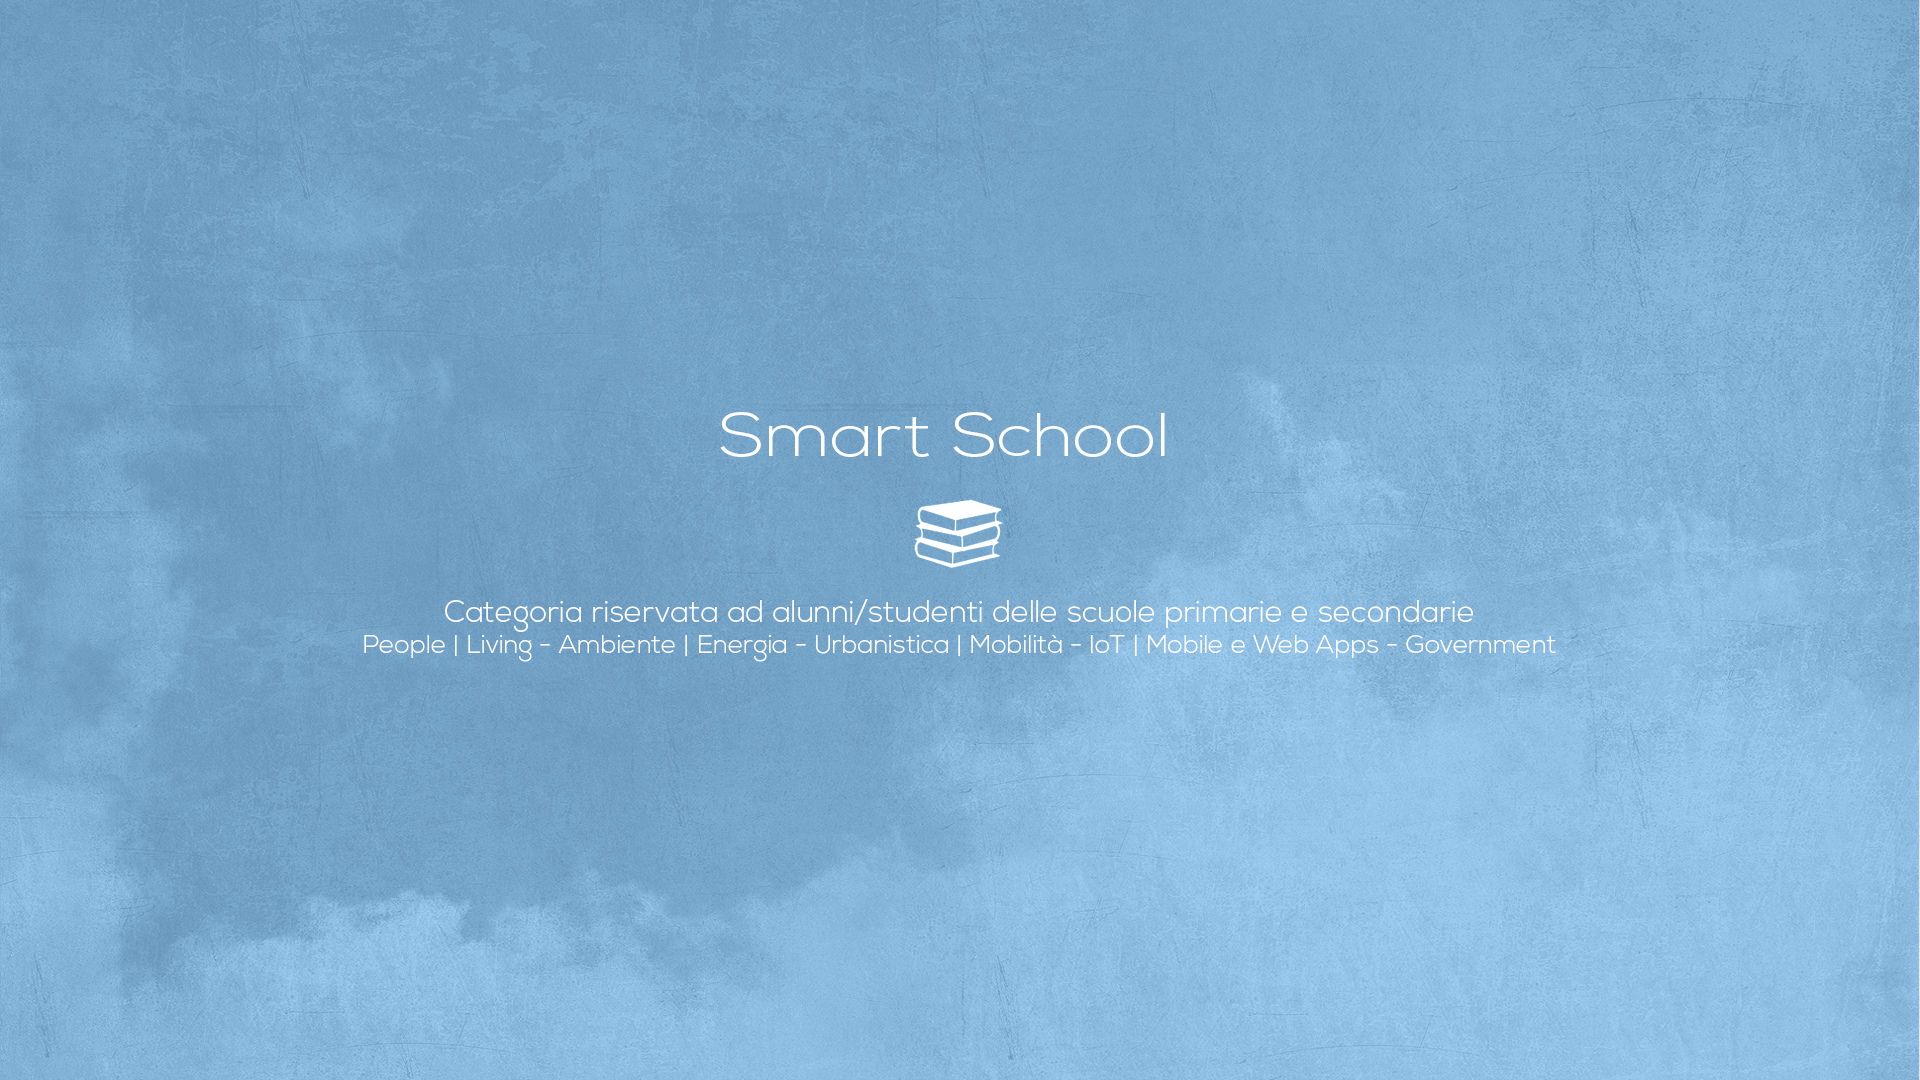 Smart School
Categoria riservata ad alunni/studenti delle scuole primarie e secondarie
People | Living - Ambiente | Energia - Urbanistica | Mobilità - IoT | Mobile e Web Apps - Government